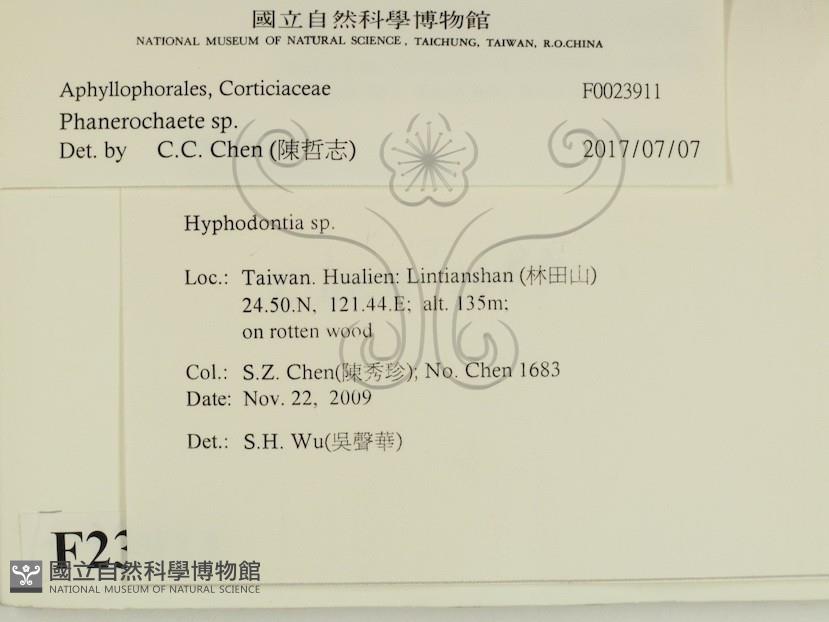 國立自然科學博物館
NATIONAL MUSEUM OF NATURAL SCIENCE, TAICHUNG, TAIWAN, R.O.CHINA
Aphyllophorales, Corticiaceae F0023911
Phanerochaete sp.
Det. by C.C. Chen (陳哲志) 2017/07/07
Hyphodontia sp.
Loc.: Taiwan. Hualien: Lintianshan (林田山)
24.50.N, 121.44.E; alt. 135m;
on rotten wood
Col.: S.Z. Chen(陳秀珍); No. Chen 1683
Date: Nov. 22, 2009
Det.: S.H. Wu(吳聲華)
F23
國立自然科學博物館
NATIONAL MUSEUM OF NATURAL SCIENCE